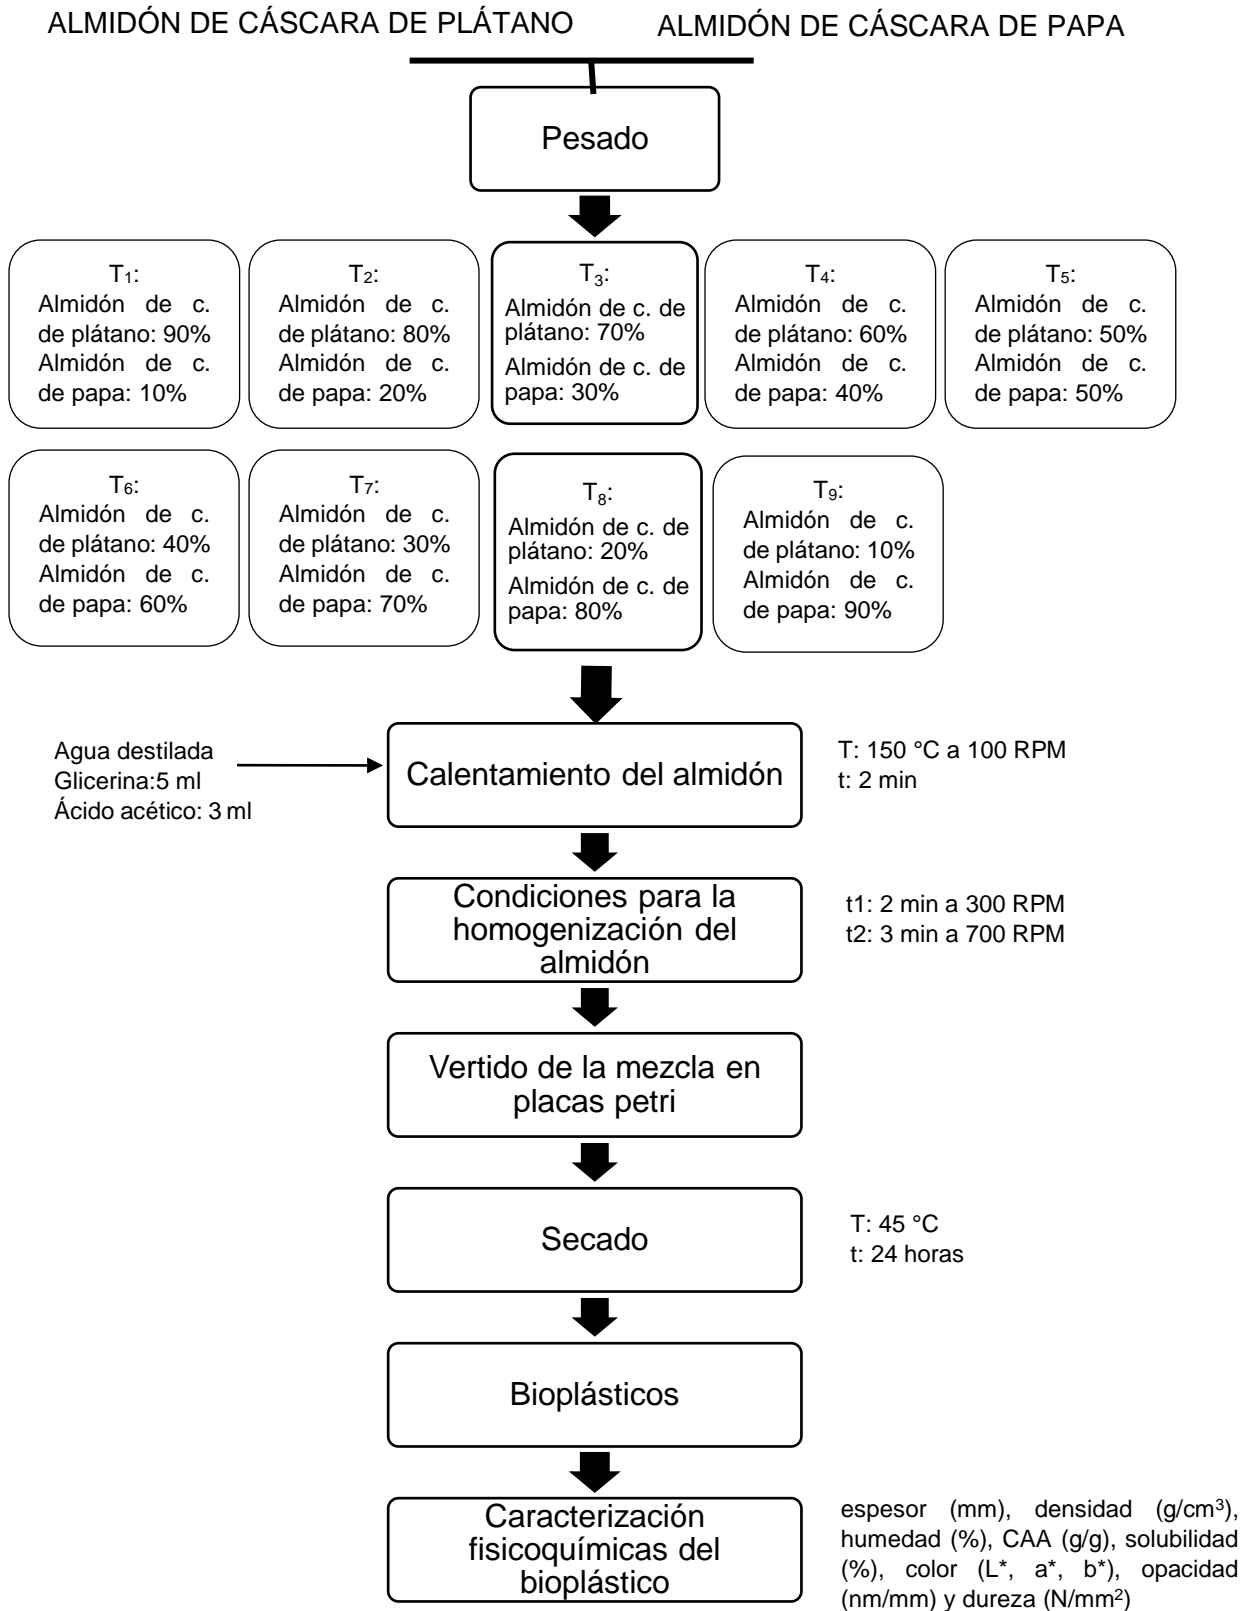 ALMIDÓN DE CÁSCARA DE PLÁTANO
ALMIDÓN DE CÁSCARA DE PAPA
Pesado
T₁:
Almidón de c.
de plátano: 90%
Almidón de c.
de papa: 10%
T₂:
Almidón de c.
de plátano: 80%
Almidón de c.
de papa: 20%
T₃:
Almidón de c. de
plátano: 70%
Almidón de c. de
papa: 30%
T₄:
Almidón de c.
de plátano: 60%
Almidón de c.
de papa: 40%
T₅:
Almidón de c.
de plátano: 50%
Almidón de c.
de papa: 50%
T₆:
Almidón de c.
de plátano: 40%
Almidón de c.
de papa: 60%
T₇:
Almidón de c.
de plátano: 30%
Almidón de c.
de papa: 70%
T₈:
Almidón de c. de
plátano: 20%
Almidón de c. de
papa: 80%
T₉:
Almidón de c.
de plátano: 10%
Almidón de c.
de papa: 90%
Agua destilada
Glicerina:5 ml
Ácido acético: 3 ml
Calentamiento del almidón
T: 150 °C a 100 RPM
t: 2 min
Condiciones para la
homogenización del
almidón
t1: 2 min a 300 RPM
t2: 3 min a 700 RPM
Vertido de la mezcla en
placas petri
Secado
T: 45 °C
t: 24 horas
Bioplásticos
Caracterización
fisicoquímicas del
bioplástico
espesor (mm), densidad (g/cm³),
humedad (%), CAA (g/g), solubilidad
(%), color (L*, a*, b*), opacidad
(nm/mm) y dureza (N/mm²)